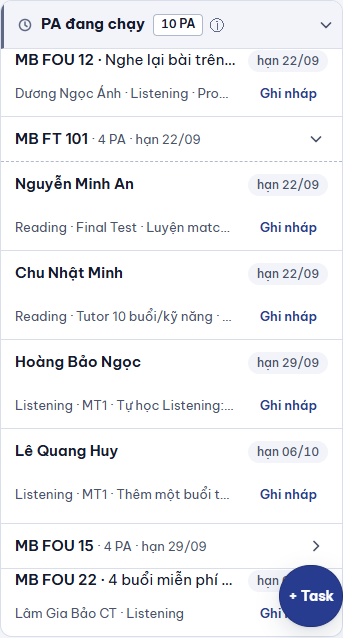 PA đang chạy 10 PA
MB FOU 12 · Nghe lại bài trên... hạn 22/09
Dương Ngọc Ánh · Listening · Pro... Ghi nháp
MB FT 101 · 4 PA · hạn 22/09
Nguyễn Minh An hạn 22/09
Reading · Final Test · Luyện matc... Ghi nháp
Chu Nhật Minh hạn 22/09
Reading · Tutor 10 buổi/kỹ năng · ... Ghi nháp
Hoàng Bảo Ngọc hạn 29/09
Listening · MT1 · Tự học Listening:... Ghi nháp
Lê Quang Huy hạn 06/10
Listening · MT1 · Thêm một buổi t... Ghi nháp
MB FOU 15 · 4 PA · hạn 29/09
MB FOU 22 · 4 buổi miễn phí ... hạn
+ Task
Lâm Gia Bảo CT · Listening